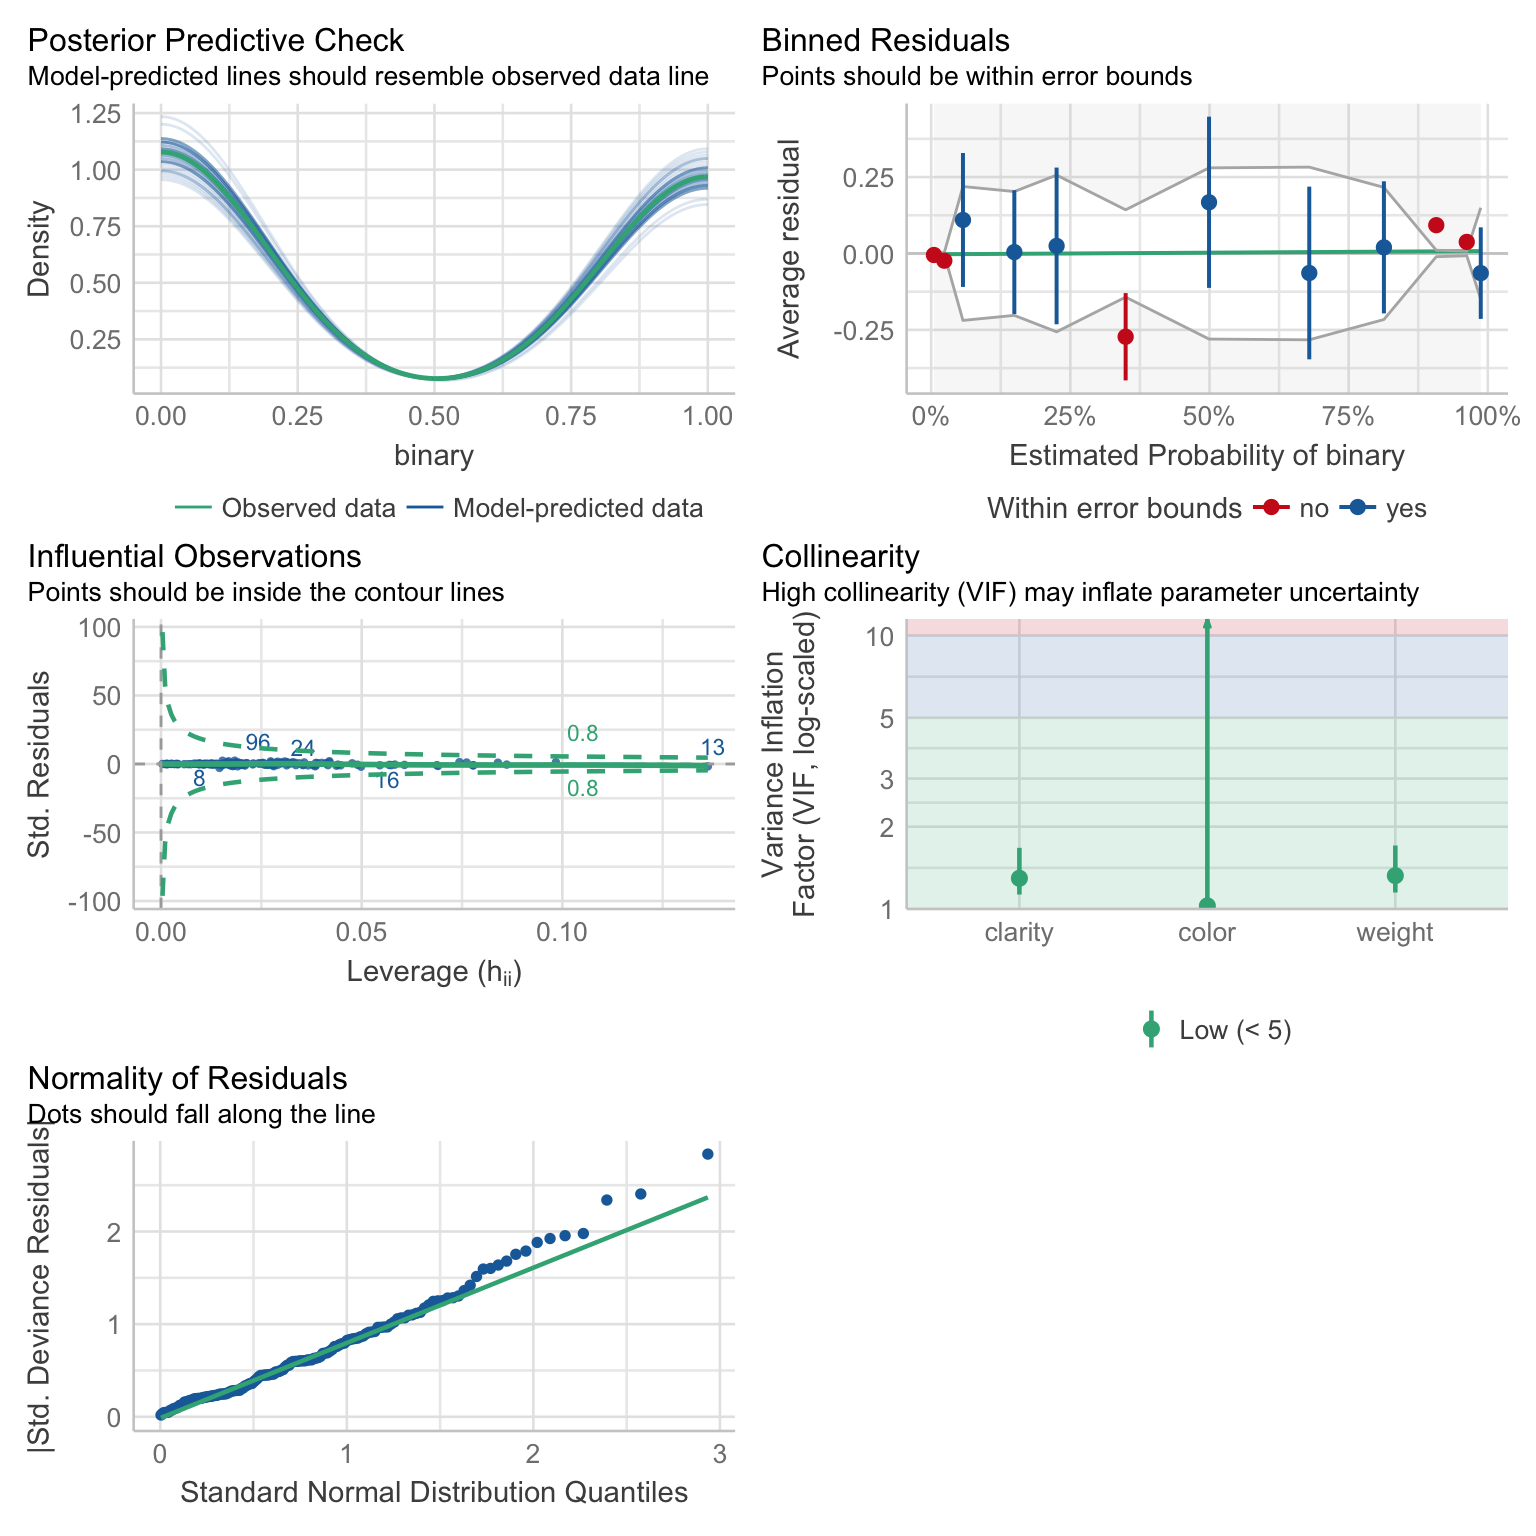 Posterior Predictive Check
Model-predicted lines should resemble observed data line
1.25
1.00
0.75
0.50
0.25
Density
0.00 0.25 0.50 0.75 1.00
binary
Observed data Model-predicted data
Binned Residuals
Points should be within error bounds
0.25
0.00
-0.25
Average residual
0% 25% 50% 75% 100%
Estimated Probability of binary
Within error bounds no yes
Influential Observations
Points should be inside the contour lines
100
50
0
-50
-100
Std. Residuals
96
24
8
16
13
0.8
0.8
0.00 0.05 0.10
Leverage (hii)
Collinearity
High collinearity (VIF) may inflate parameter uncertainty
10
5
3
2
1
Variance Inflation
Factor (VIF, log-scaled)
clarity color weight
Low (< 5)
Normality of Residuals
Dots should fall along the line
2
1
0
|Std. Deviance Residuals|
0 1 2 3
Standard Normal Distribution Quantiles